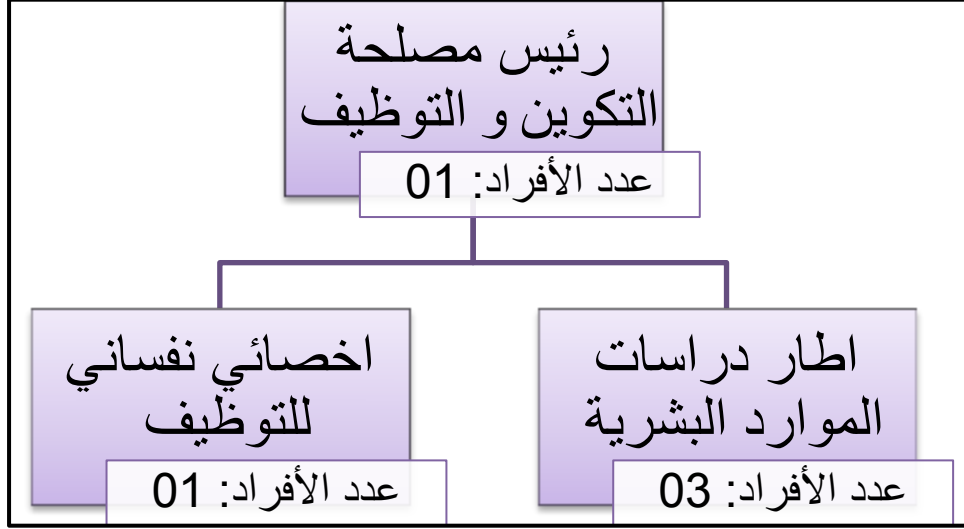 رئيس مصلحة
التكوين و التوظيف
عدد الأفراد: 01
اطار دراسات
الموارد البشرية
عدد الأفراد: 03
اخصائي نفساني
للتوظيف
عدد الأفراد: 01